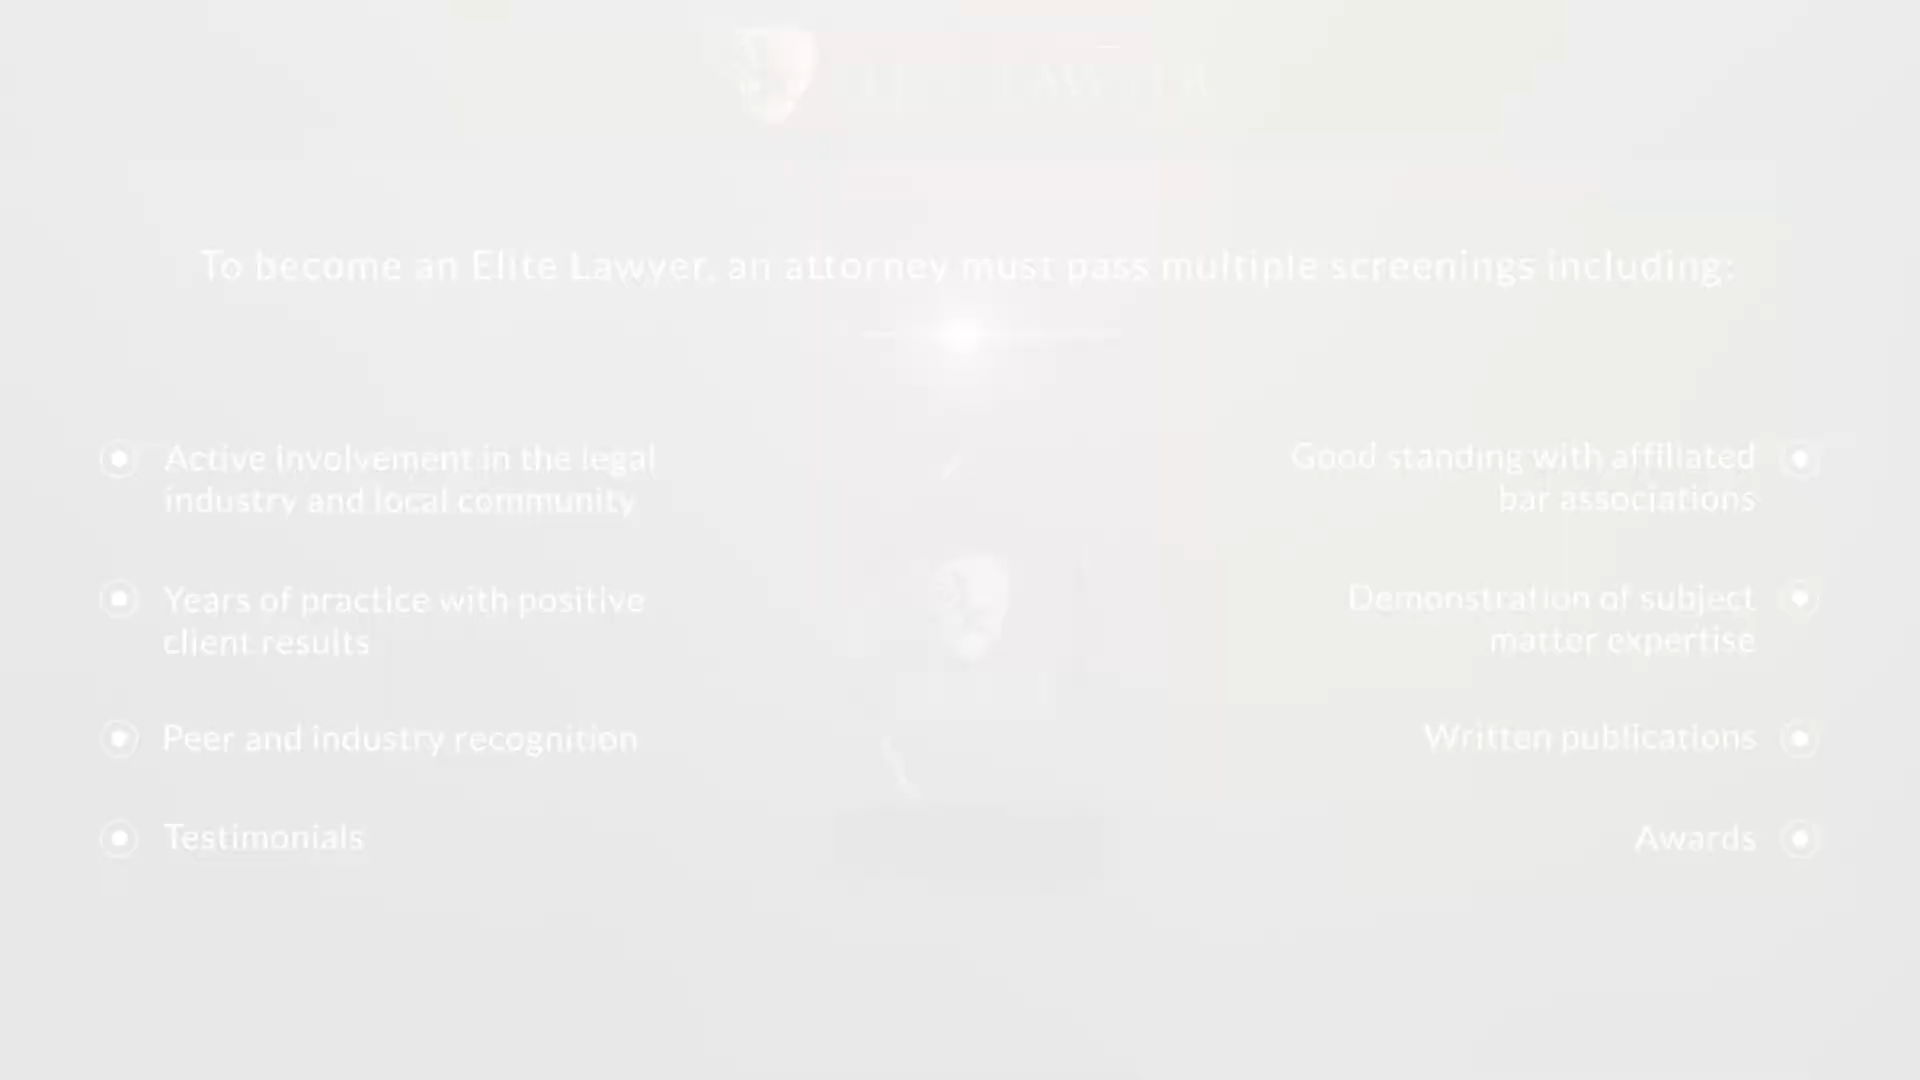 ELITE LAWYER
To become an Elite Lawyer, an attorney must pass multiple screenings including:
Active involvement in the legal
industry and local community
Years of practice with positive
client results
Peer and industry recognition
Testimonials
Good standing with affiliated
bar associations
Demonstration of subject
matter expertise
Written publications
Awards